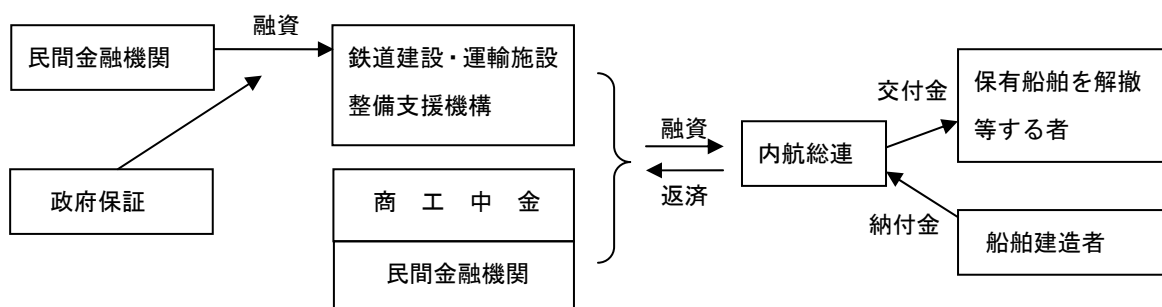 融資
民間金融機関
鉄道建設・運輸施設
整備支援機構
政府保証
商工中金
民間金融機関
融資
返済
内航総連
交付金
保有船舶を解撤
等する者
納付金
船舶建造者